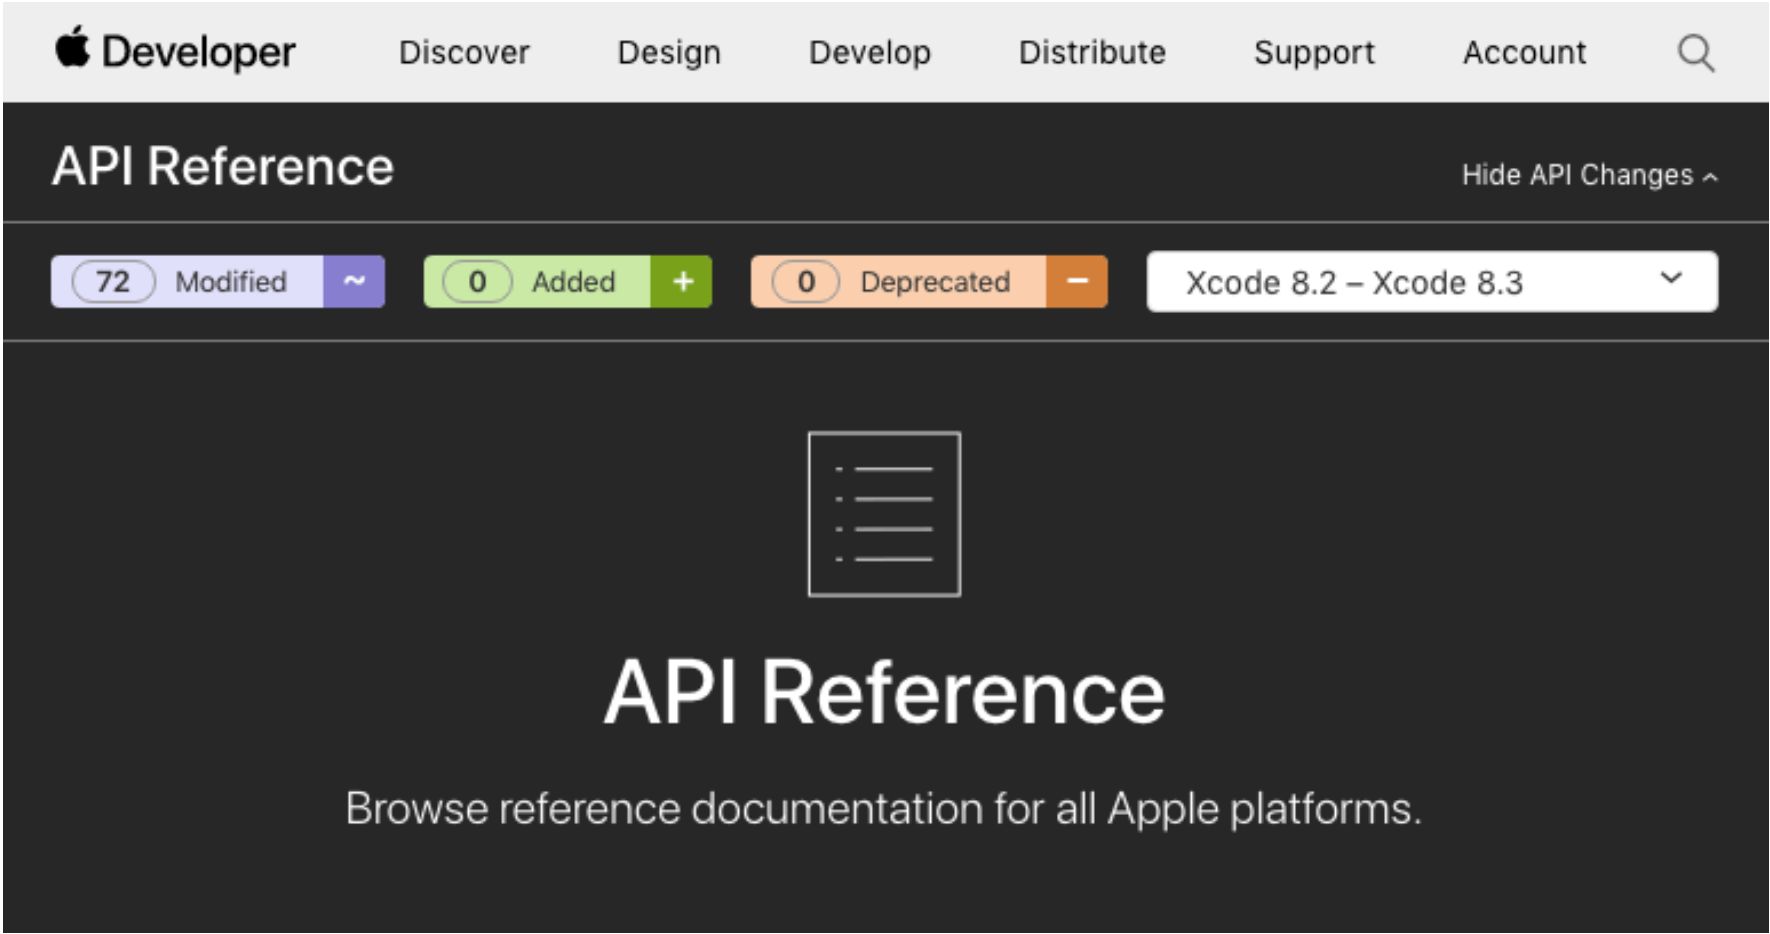 Developer Discover Design Develop Distribute Support Account
API Reference Hide API Changes
72 Modified ~ 0 Added + 0 Deprecated − Xcode 8.2 – Xcode 8.3
API Reference
Browse reference documentation for all Apple platforms.